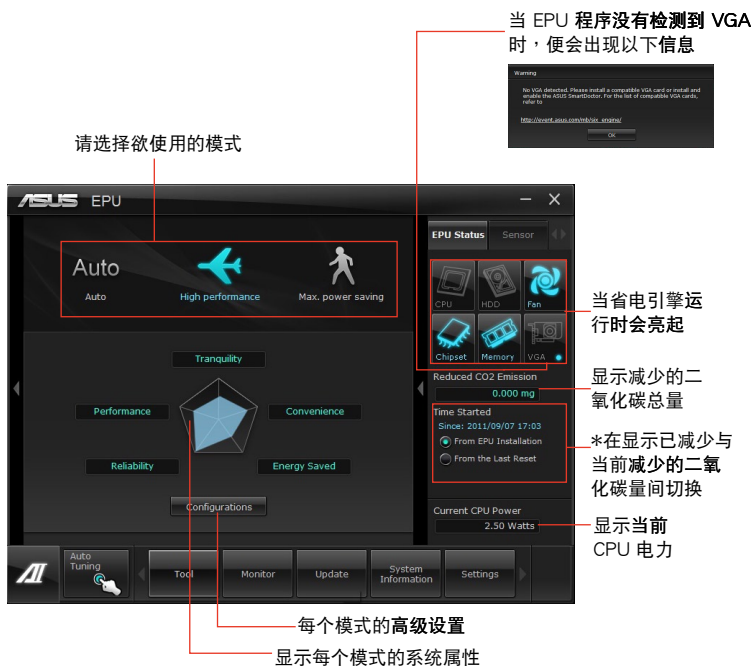 当 EPU 程序没有检测到 VGA
时，便会出现以下信息
Warning
No VGA detected. Please install a compatible VGA card or install and
enable the ASUS SmartDoctor. For the list of compatible VGA cards,
refer to
http://event.asus.com/mb/six_engine/
OK
请选择欲使用的模式
ASUS EPU
EPU Status
Sensor
Auto
Auto
High performance
Max. power saving
CPU
HDD
Fan
Chipset
Memory
VGA
当省电引擎运
行时会亮起
Tranquility
Performance
Convenience
Reliability
Energy Saved
Configurations
Reduced CO2 Emission
0.000 mg
显示减少的二
氧化碳总量
Time Started
Since: 2011/09/07 17:03
From EPU Installation
From the Last Reset
*在显示已减少与
当前减少的二氧
化碳量间切换
Current CPU Power
2.50 Watts
显示当前
CPU 电力
AI
Auto
Tuning
Tool
Monitor
Update
System
Information
Settings
每个模式的高级设置
显示每个模式的系统属性